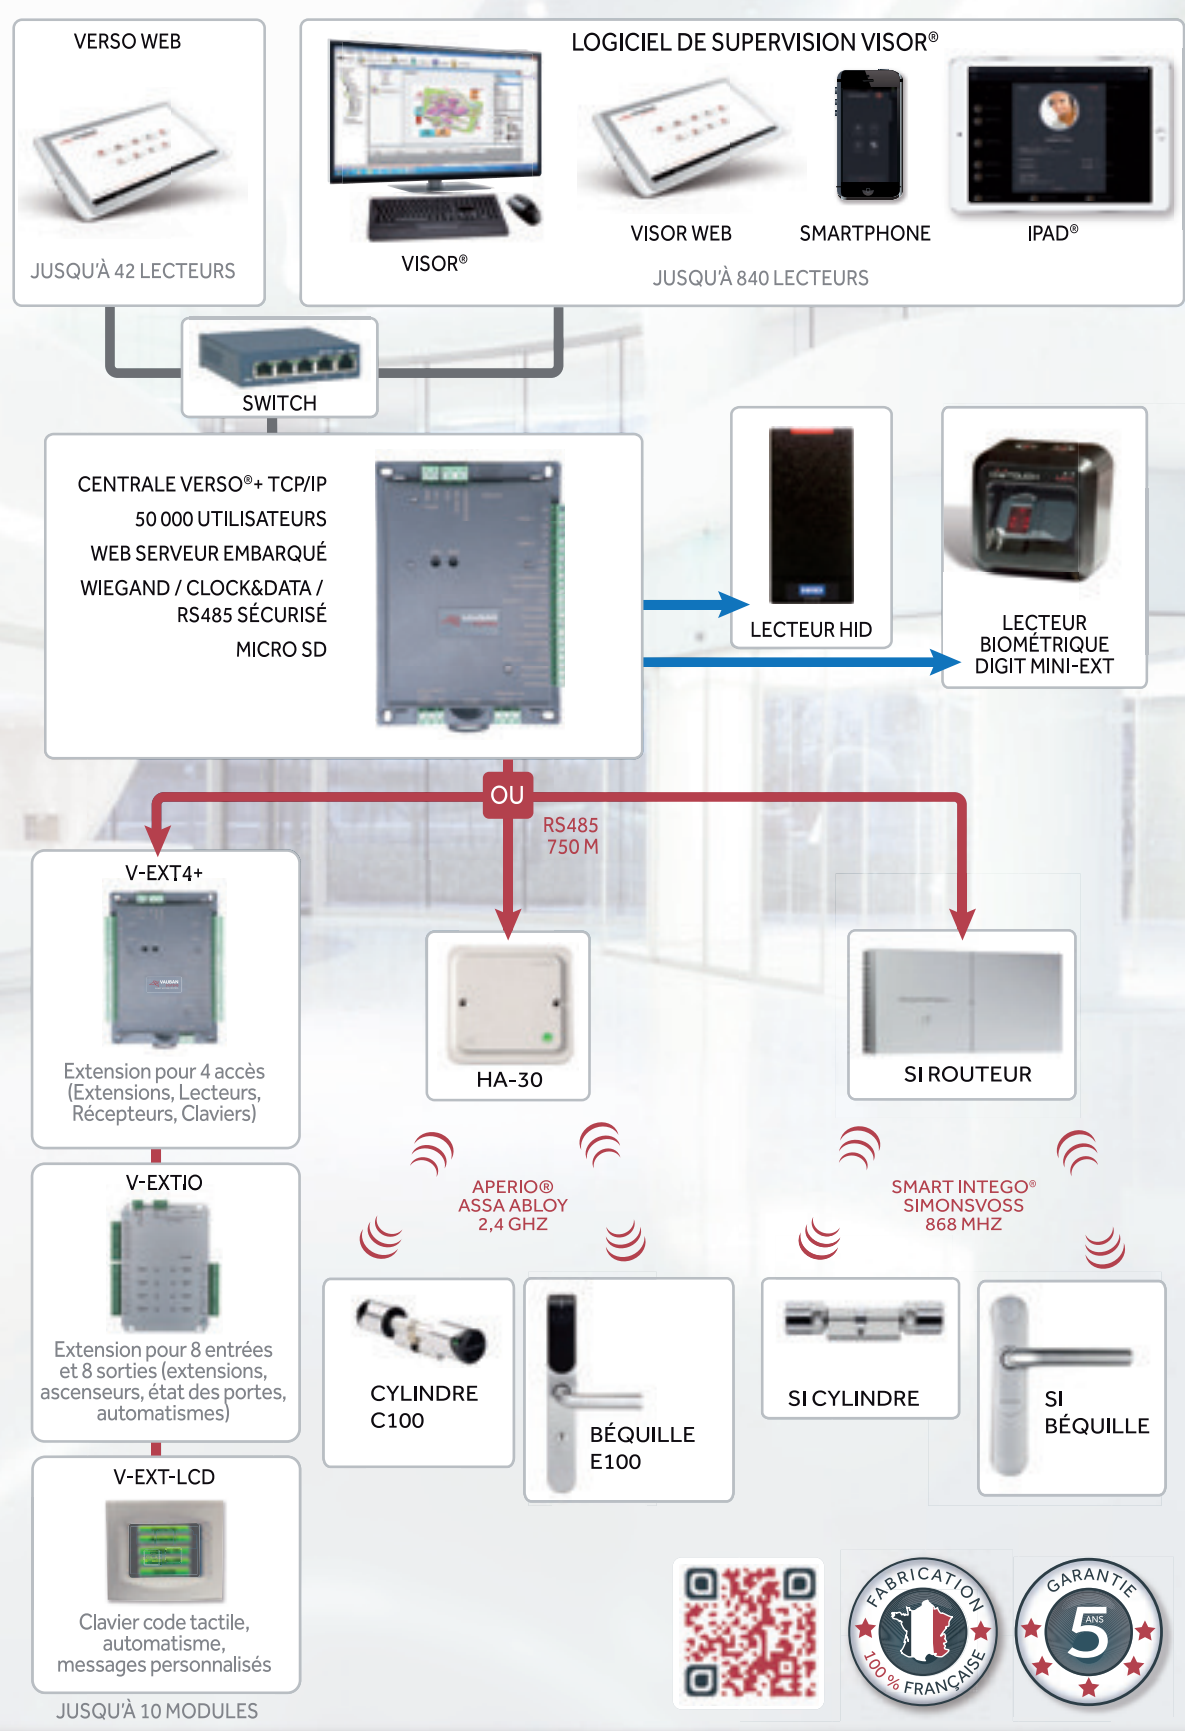 VERSO WEB
JUSQU'À 42 LECTEURS
LOGICIEL DE SUPERVISION VISOR®
VISOR®
VISOR WEB
SMARTPHONE
IPAD®
JUSQU'À 840 LECTEURS
SWITCH
CENTRALE VERSO®+ TCP/IP
50 000 UTILISATEURS
WEB SERVEUR EMBARQUÉ
WIEGAND / CLOCK&DATA /
RS485 SÉCURISÉ
MICRO SD
LECTEUR HID
LECTEUR
BIOMÉTRIQUE
DIGIT MINI-EXT
OU
RS485
750 M
V-EXT4+
VAUBAN
Extension pour 4 accès
(Extensions, Lecteurs,
Récepteurs, Claviers)
V-EXTIO
Extension pour 8 entrées
et 8 sorties (extensions,
ascenseurs, état des portes,
automatismes)
V-EXT-LCD
Clavier code tactile,
automatisme,
messages personnalisés
JUSQU'À 10 MODULES
HA-30
APERIO®
ASSA ABLOY
2,4 GHZ
CYLINDRE
C100
BÉQUILLE
E100
SI ROUTEUR
SMART INTEGO®
SIMONSVOSS
868 MHZ
SI CYLINDRE
SI
BÉQUILLE
FABRICATION
100% FRANÇAISE
GARANTIE
5 ANS